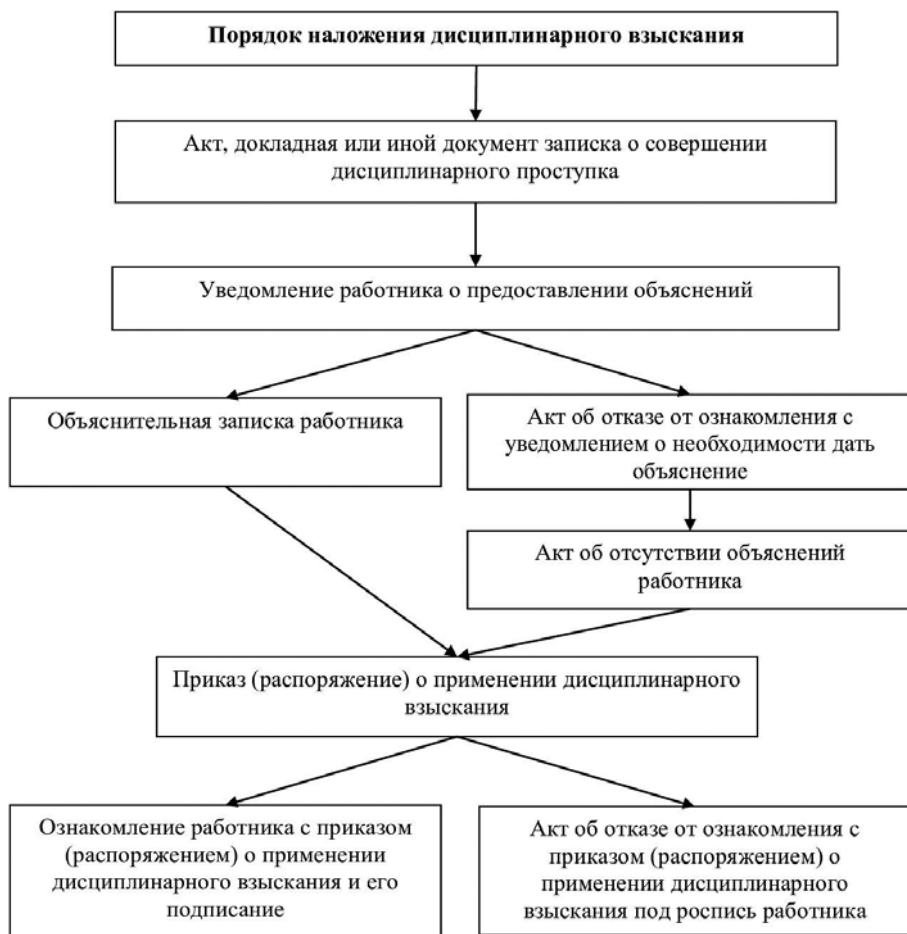 Порядок наложения дисциплинарного взыскания
Акт, докладная или иной документ записка о совершении
дисциплинарного проступка
Уведомление работника о предоставлении объяснений
Объяснительная записка работника
Акт об отказе от ознакомления с
уведомлением о необходимости дать
объяснение
Акт об отсутствии объяснений
работника
Приказ (распоряжение) о применении дисциплинарного
взыскания
Ознакомление работника с приказом
(распоряжением) о применении
дисциплинарного взыскания и его
подписание
Акт об отказе от ознакомления с
приказом (распоряжением) о
применении дисциплинарного
взыскания под роспись работника